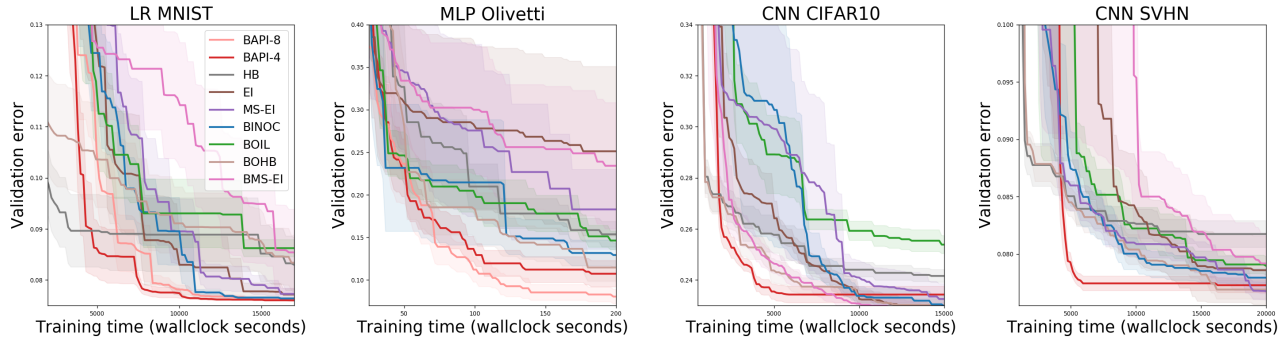 LR MNIST
MLP Olivetti
CNN CIFAR10
CNN SVHN
Validation error
0.13
0.12
0.11
0.10
0.09
0.08
5000
10000
15000
Training time (wallclock seconds)
BAPI-8
BAPI-4
HB
EI
MS-EI
BINOC
BOIL
BOHB
BMS-EI
Validation error
0.40
0.35
0.30
0.25
0.20
0.15
0.10
50
100
150
200
Training time (wallclock seconds)
Validation error
0.34
0.32
0.30
0.28
0.26
0.24
5000
10000
15000
Training time (wallclock seconds)
Validation error
0.100
0.095
0.090
0.085
0.080
5000
10000
15000
20000
Training time (wallclock seconds)